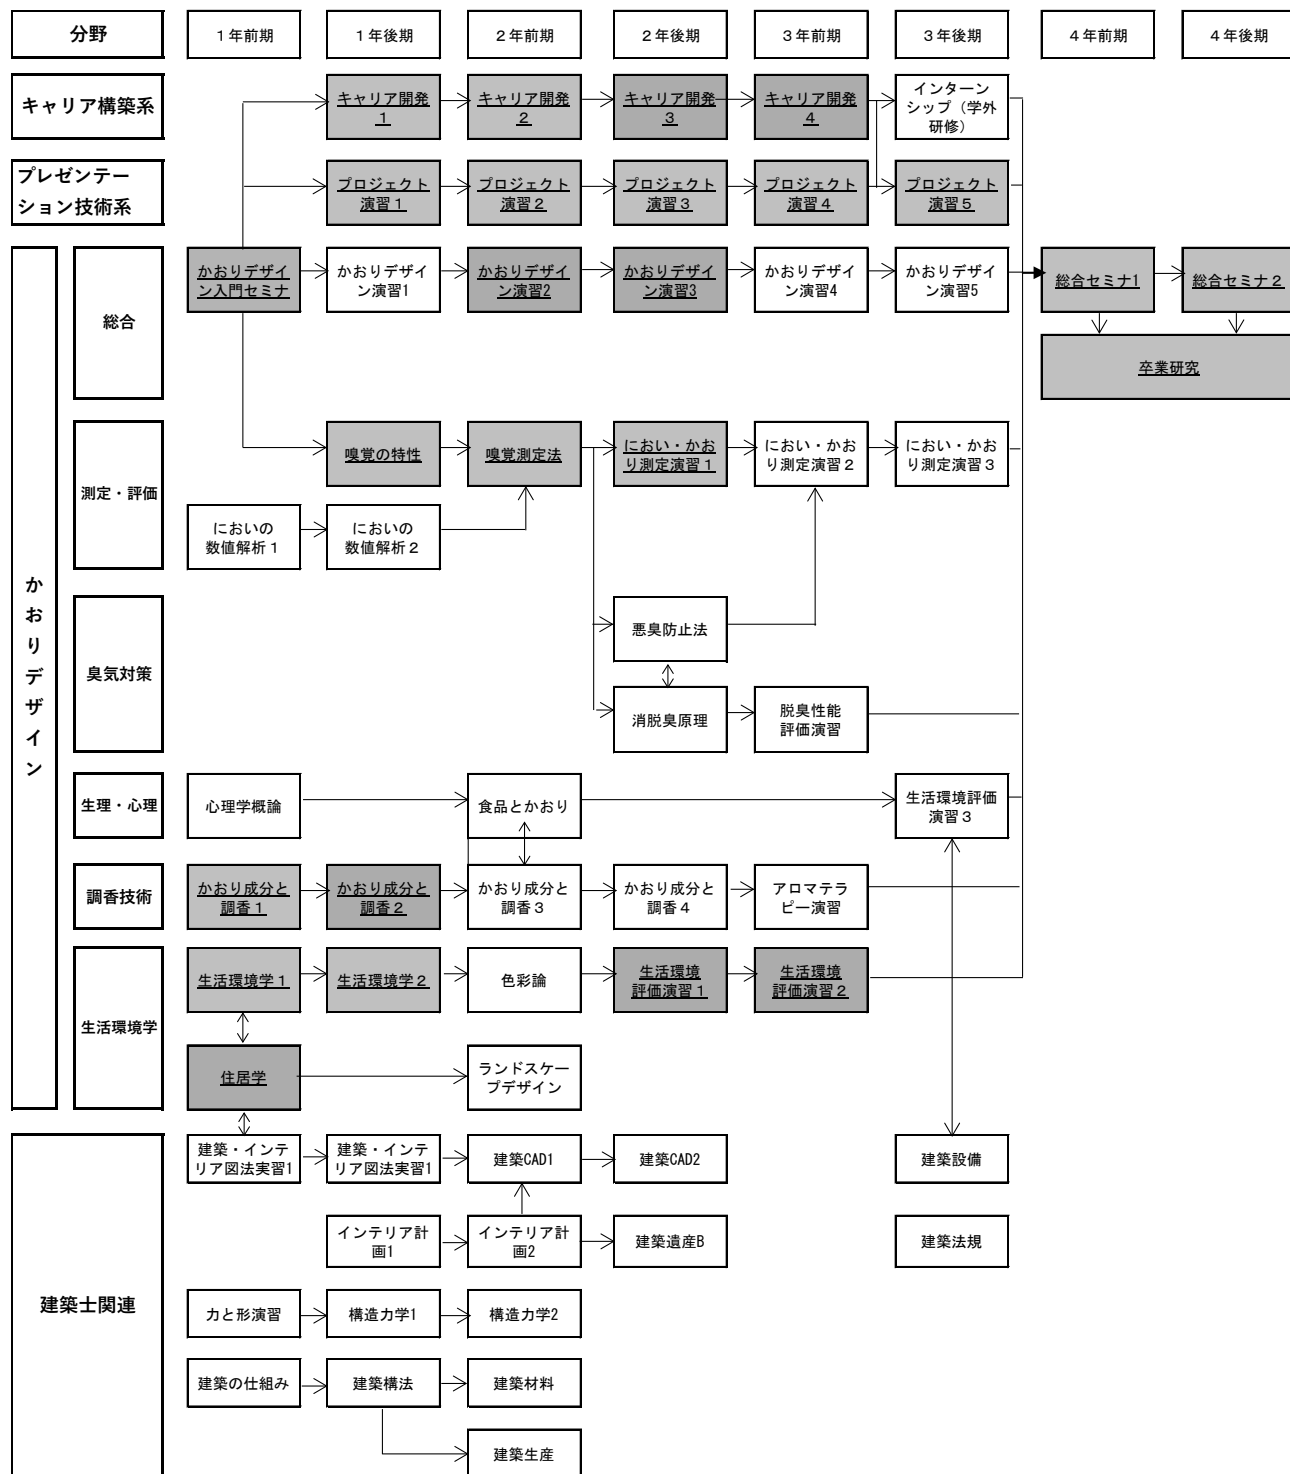 分野
１年前期
１年後期
２年前期
２年後期
３年前期
３年後期
４年前期
４年後期
キャリア構築系
キャリア開発
1
キャリア開発
2
キャリア開発
3
キャリア開発
4
インターン
シップ（学外
研修）
プレゼンテー
ション技術系
プロジェクト
演習１
プロジェクト
演習２
プロジェクト
演習３
プロジェクト
演習４
プロジェクト
演習５
かおりデザイン
総合
かおりデザイ
ン入門セミナ
かおりデザイ
ン演習1
かおりデザイ
ン演習2
かおりデザイ
ン演習3
かおりデザイ
ン演習4
かおりデザイ
ン演習5
総合セミナ1
総合セミナ２
卒業研究
測定・評価
嗅覚の特性
嗅覚測定法
におい・かお
り測定演習１
におい・かお
り測定演習２
におい・かお
り測定演習３
においの
数値解析１
においの
数値解析２
臭気対策
悪臭防止法
消脱臭原理
脱臭性能
評価演習
生理・心理
心理学概論
食品とかおり
生活環境評価
演習３
調香技術
かおり成分と
調香１
かおり成分と
調香２
かおり成分と
調香３
かおり成分と
調香４
アロマテラ
ピー演習
生活環境学
生活環境学１
生活環境学２
色彩論
生活環境
評価演習１
生活環境
評価演習２
住居学
ランドスケー
プデザイン
建築士関連
建築・インテ
リア図法実習1
建築・インテ
リア図法実習1
建築CAD1
建築CAD2
建築設備
インテリア計
画1
インテリア計
画2
建築遺産B
建築法規
力と形演習
構造力学1
構造力学2
建築の仕組み
建築構法
建築材料
建築生産